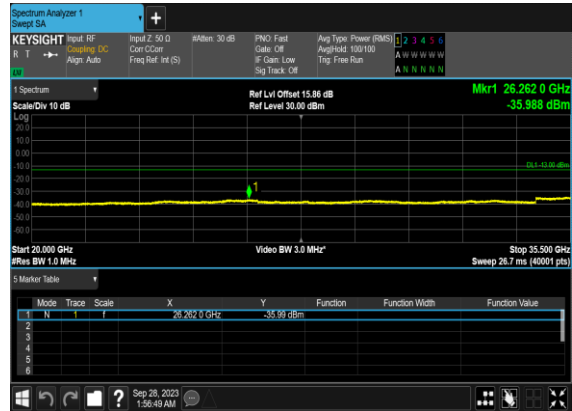 Spectrum Analyzer 1
Swept SA
+
KEYSIGHT Input: RF Input Z: 50 Ω #Atten: 30 dB PNO: Fast Avg Type: Power (RMS) 1 2 3 4 5 6
R T Coupling: DC Corr CCorr Gate: Off Avg|Hold: 100/100 A W W W W W
Align: Auto Freq Ref: Int (S) IF Gain: Low Trig: Free Run
Sig Track: Off A N N N N N
1 Spectrum Ref Lvl Offset 15.86 dB Mkr1 26.262 0 GHz
Scale/Div 10 dB Ref Level 30.00 dBm -35.988 dBm
Log
20.0
10.0
0.00
-10.0 DL1 -13.00 dBm
-20.0
-30.0 1
-40.0
-50.0
-60.0
Start 20.000 GHz Video BW 3.0 MHz* Stop 35.500 GHz
#Res BW 1.0 MHz Sweep 26.7 ms (40001 pts)
5 Marker Table
Mode Trace Scale X Y Function Function Width Function Value
1 N 1 f 26.262 0 GHz -35.99 dBm
2
3
4
5
6
? Sep 28, 2023
1:56:49 AM